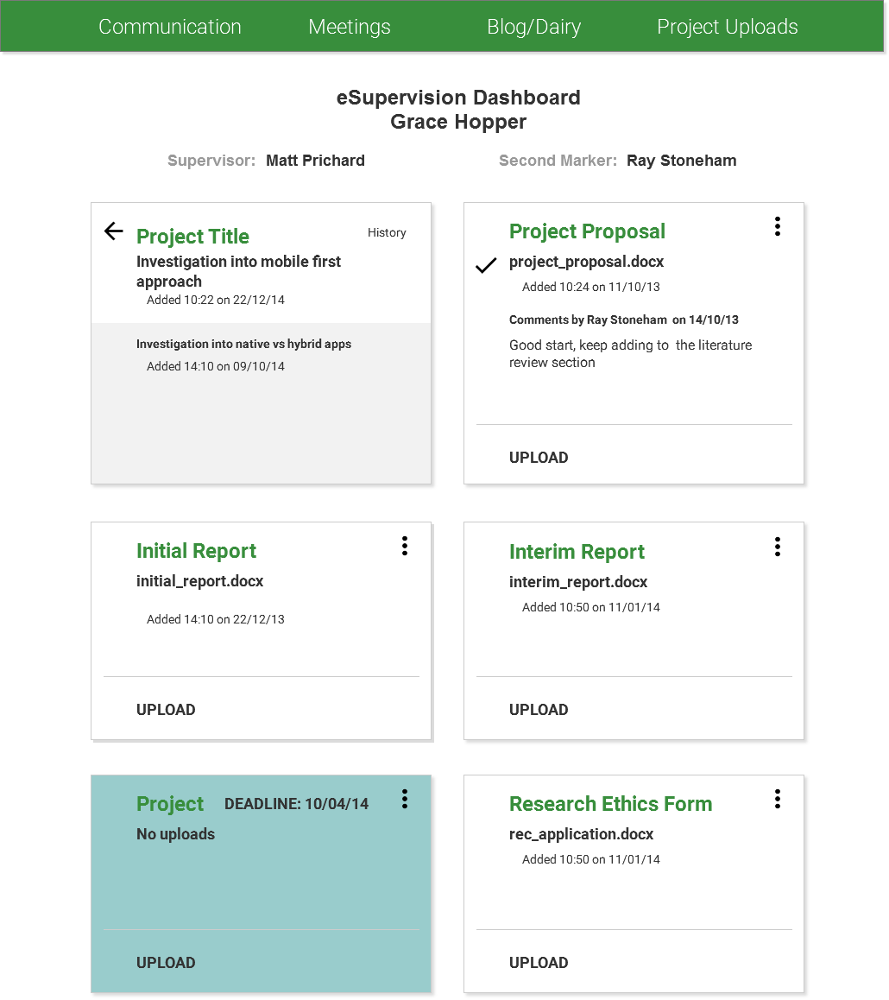 Communication Meetings Blog/Dairy Project Uploads
eSupervision Dashboard
Grace Hopper
Supervisor: Matt Prichard
Second Marker: Ray Stoneham
Project Title
History
Investigation into mobile first
approach
Added 10:22 on 22/12/14
Investigation into native vs hybrid apps
Added 14:10 on 09/10/14
Project Proposal
project_proposal.docx
Added 10:24 on 11/10/13
Comments by Ray Stoneham on 14/10/13
Good start, keep adding to the literature
review section
UPLOAD
Initial Report
initial_report.docx
Added 14:10 on 22/12/13
UPLOAD
Interim Report
interim_report.docx
Added 10:50 on 11/01/14
UPLOAD
Project DEADLINE: 10/04/14
No uploads
UPLOAD
Research Ethics Form
rec_application.docx
Added 10:50 on 11/01/14
UPLOAD